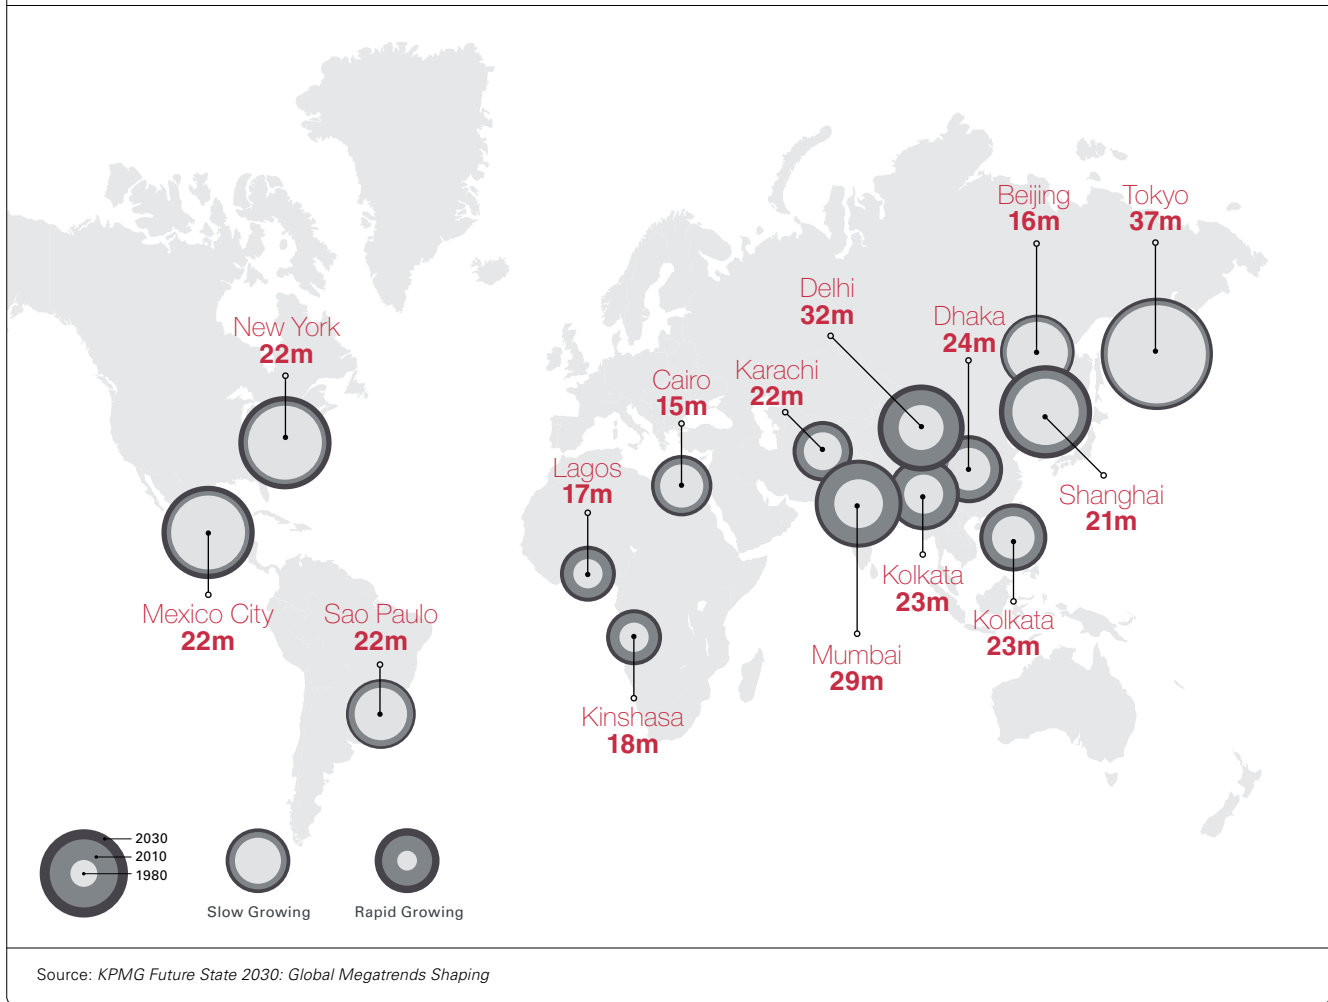 Beijing
16m
Tokyo
37m
Delhi
32m
Dhaka
24m
New York
22m
Karachi
22m
Cairo
15m
Lagos
17m
Shanghai
21m
Kolkata
23m
Kolkata
23m
Mexico City
22m
Sao Paulo
22m
Mumbai
29m
Kinshasa
18m
2030
2010
1980
Slow Growing
Rapid Growing
Source: KPMG Future State 2030: Global Megatrends Shaping